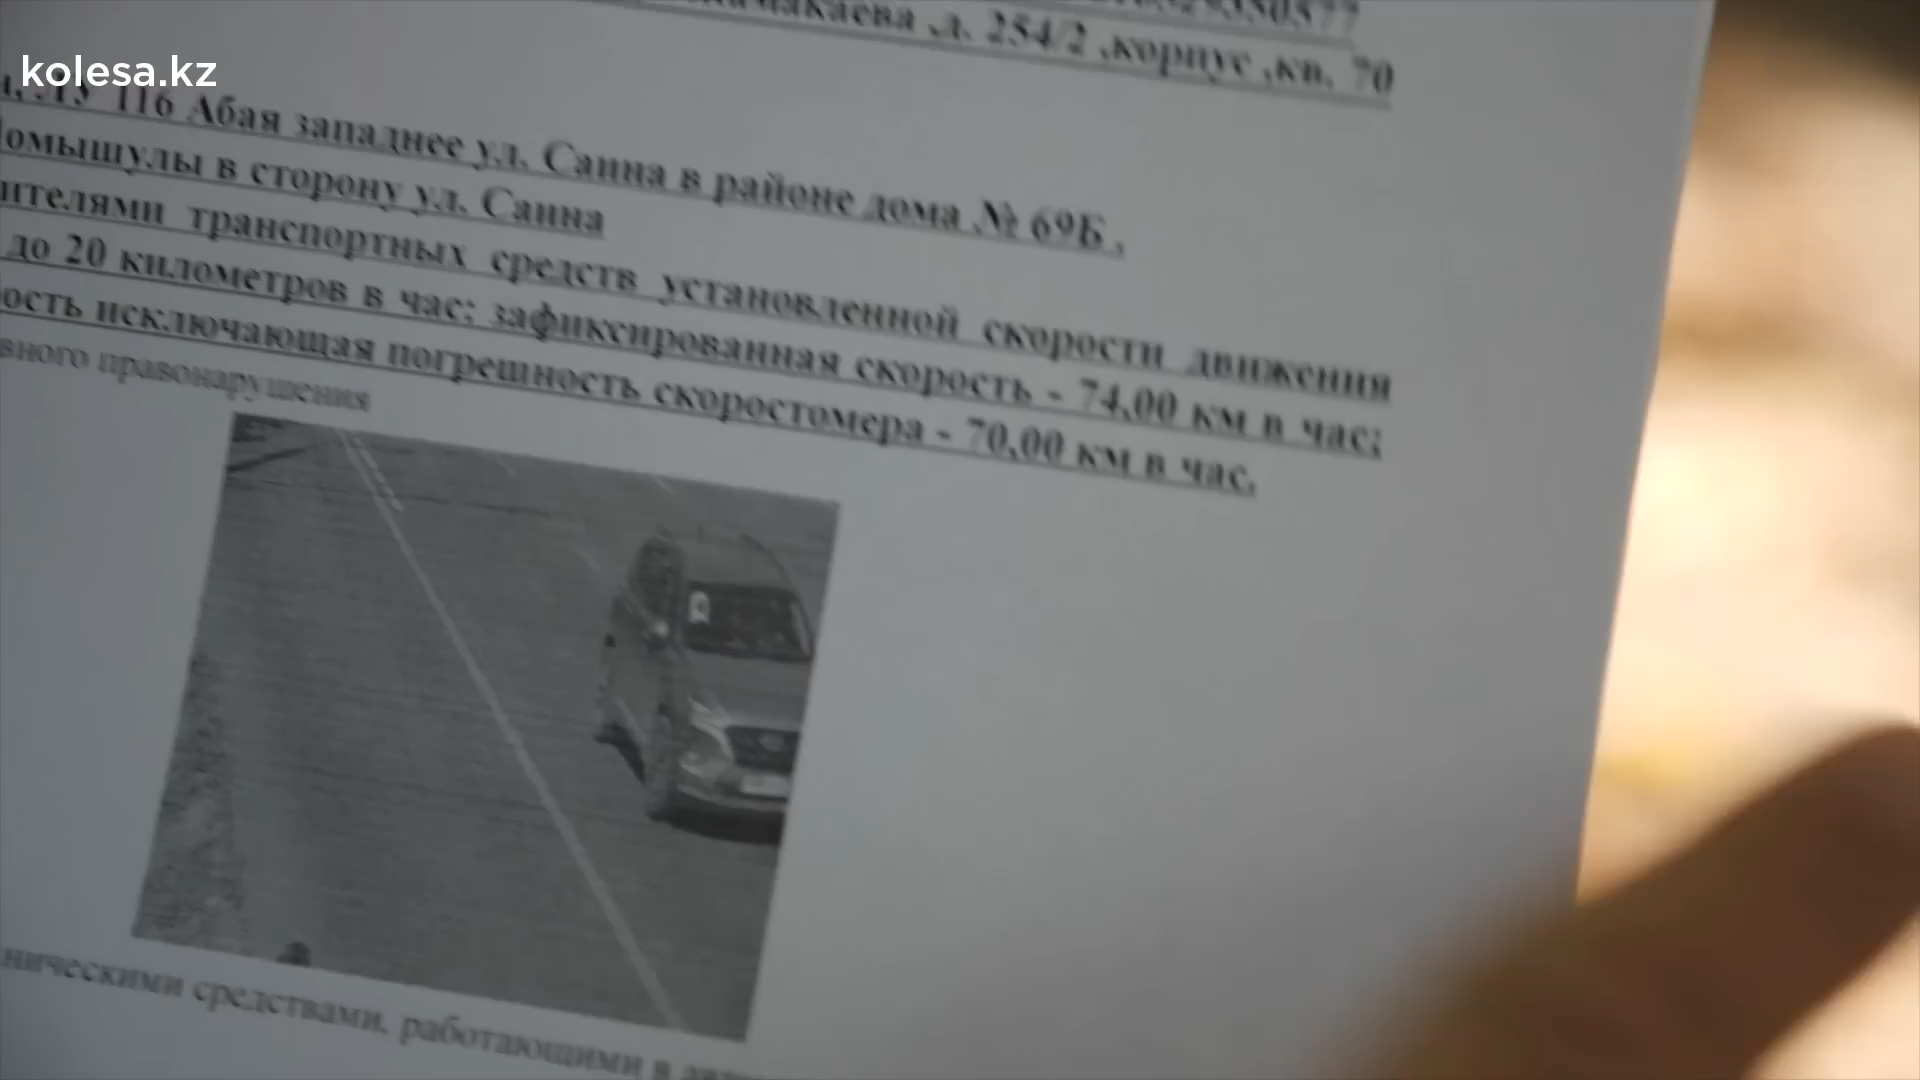 kolesa.kz
,д. 254/2 ,корпус ,кв. 70
ЛУ 116 Абая западнее ул. Саина в районе дома № 69Б ,
омышулы в сторону ул. Саина
ителями транспортных средств установленной скорости движения
до 20 километров в час; зафиксированная скорость - 74,00 км в час;
ость исключающая погрешность скоростомера - 70,00 км в час.
вного правонарушения
ническими средствами, работающими в